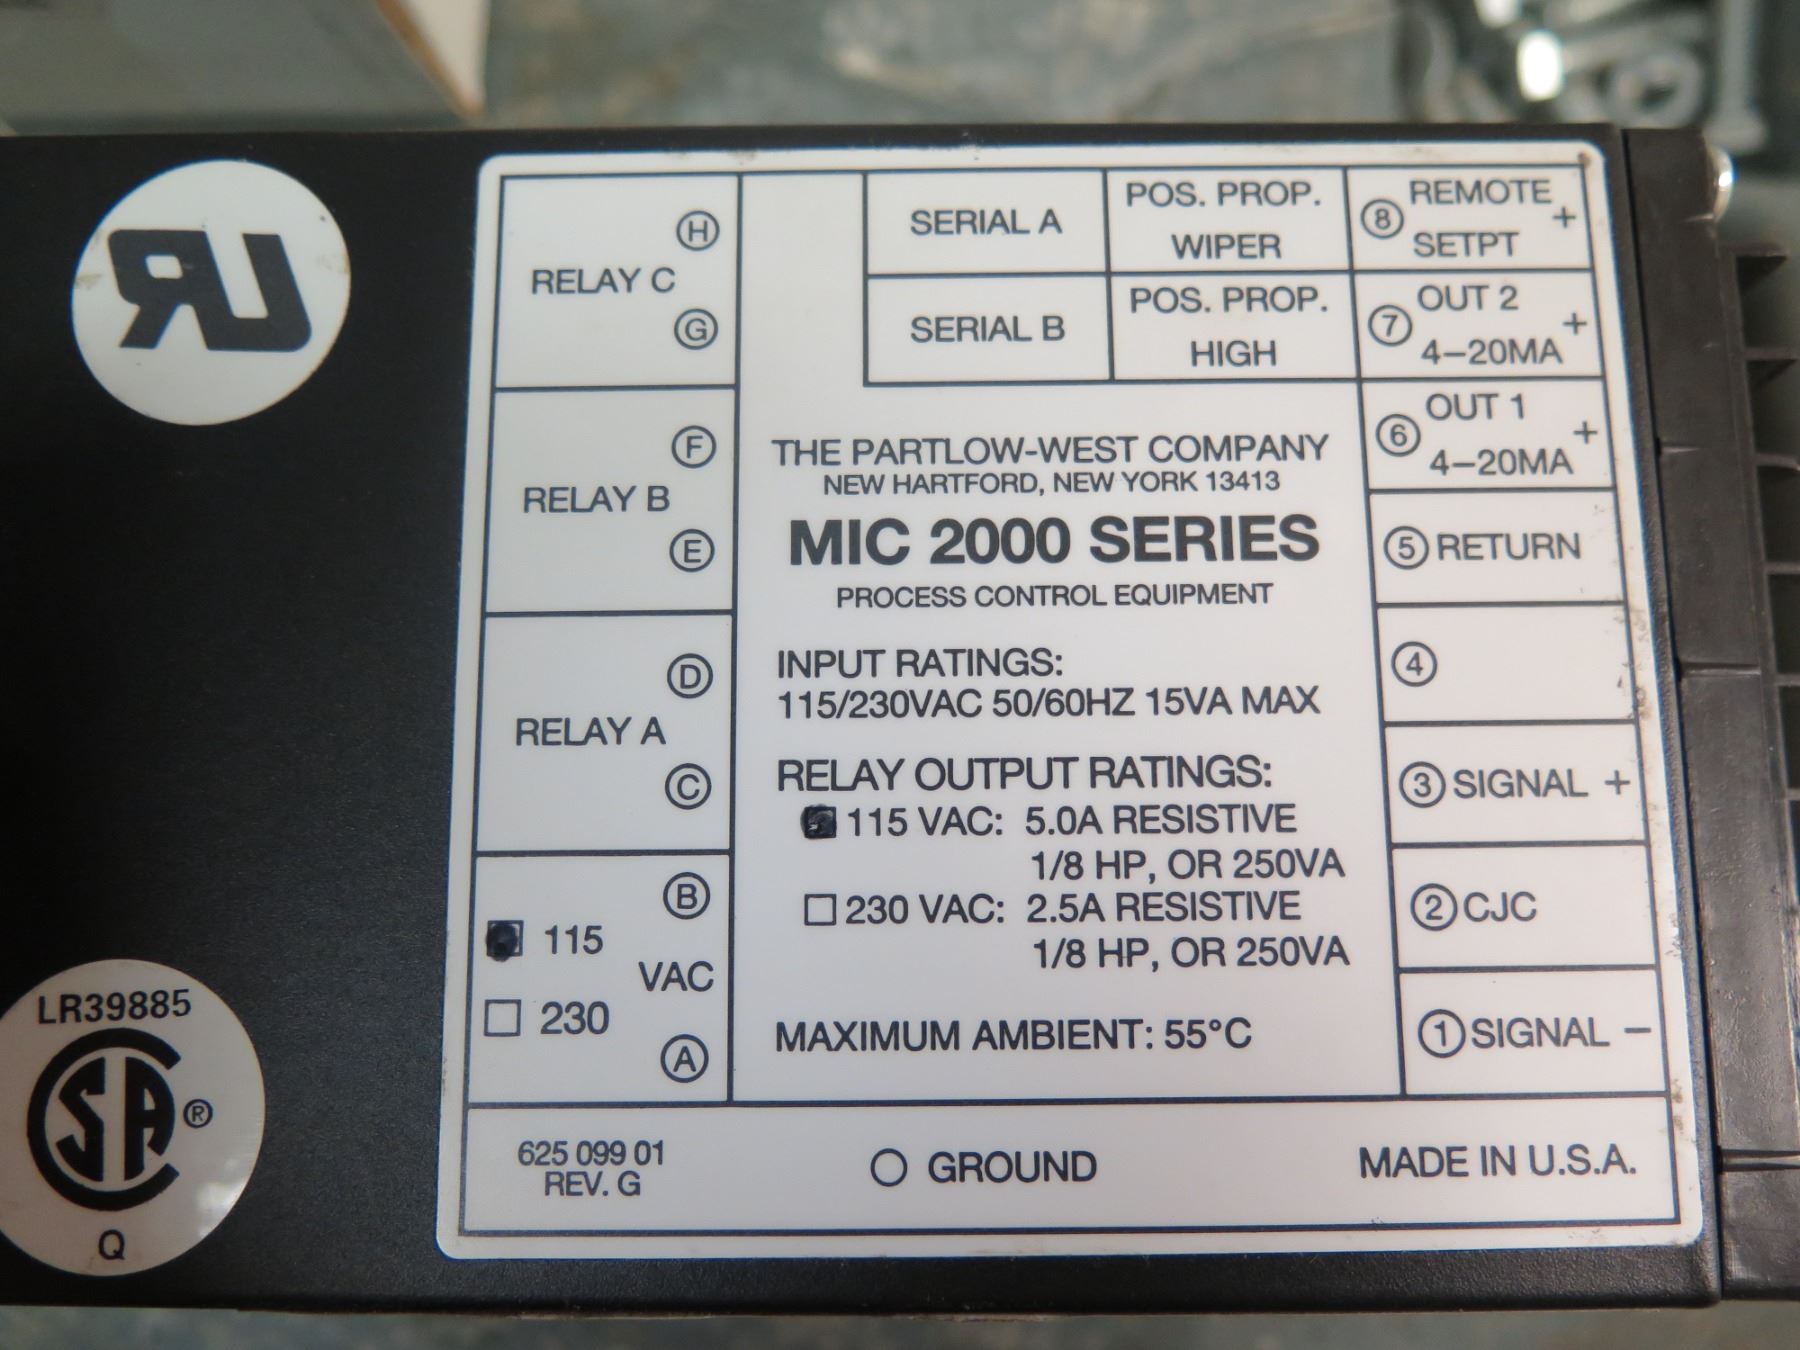 RU
LR39885
SA ®
Q
H
RELAY C
G
F
RELAY B
E
D
RELAY A
C
B
115
VAC
230
A
SERIAL A
POS. PROP.
WIPER
SERIAL B
POS. PROP.
HIGH
THE PARTLOW-WEST COMPANY
NEW HARTFORD, NEW YORK 13413
MIC 2000 SERIES
PROCESS CONTROL EQUIPMENT
INPUT RATINGS:
115/230VAC 50/60HZ 15VA MAX
RELAY OUTPUT RATINGS:
115 VAC: 5.0A RESISTIVE
1/8 HP, OR 250VA
230 VAC: 2.5A RESISTIVE
1/8 HP, OR 250VA
MAXIMUM AMBIENT: 55°C
8 REMOTE +
SETPT
7 OUT 2 +
4-20MA
6 OUT 1 +
4-20MA
5 RETURN
4
3 SIGNAL +
2 CJC
1 SIGNAL -
625 099 01
REV. G
GROUND
MADE IN U.S.A.